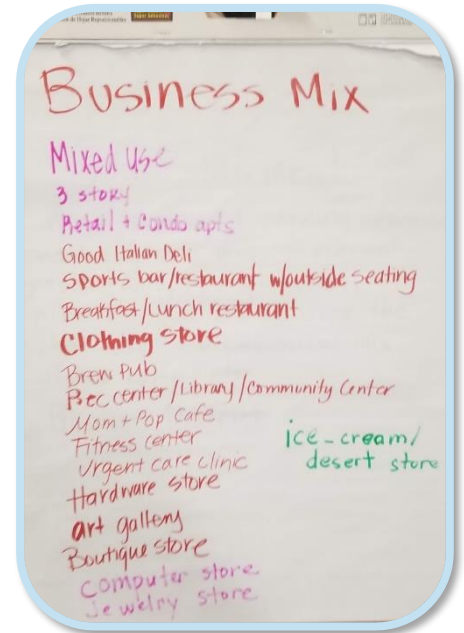 Business Mix
Mixed Use
3 story
Retail + Condo apts
Good Italian Deli
Sports bar/restaurant w/outside seating
Breakfast/Lunch restaurant
Clothing store
Brew Pub
Rec center/Library/Community Center
Mom + Pop Cafe
Fitness center
Urgent care clinic
Hardware store
art gallery
Boutique store
computer store
Jewelry store
ice-cream/
desert store